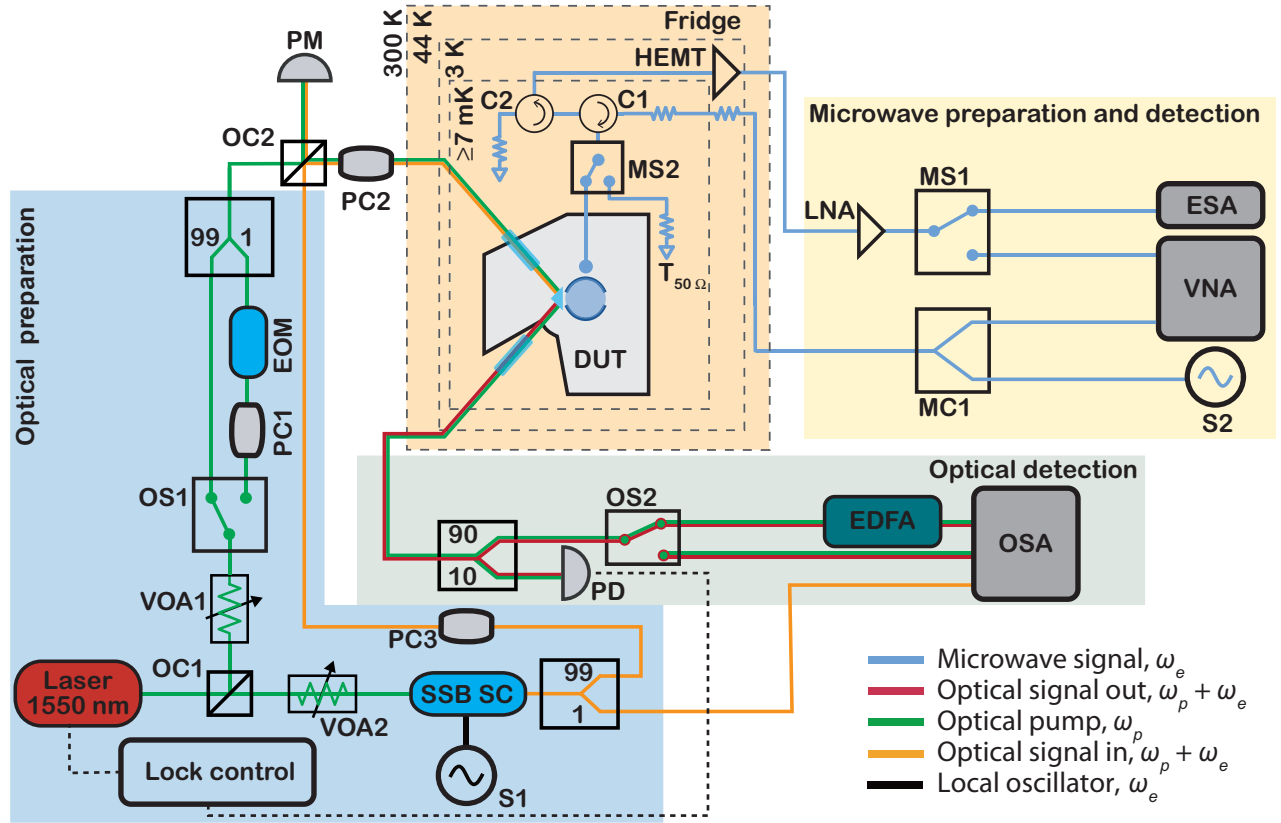 Fridge
300 K
44 K
3 K
≥7 mK
PM
HEMT
C2
C1
OC2
MS2
PC2
T50 Ω
DUT
Microwave preparation and detection
MS1
LNA
ESA
VNA
MC1
S2
Optical preparation
99 1
EOM
PC1
OS1
VOA1
OC1
Laser
1550 nm
VOA2
SSB SC
PC3
99
1
Lock control
S1
Optical detection
OS2
90
10
EDFA
OSA
PD
Microwave signal, ωe
Optical signal out, ωp + ωe
Optical pump, ωp
Optical signal in, ωp + ωe
Local oscillator, ωe